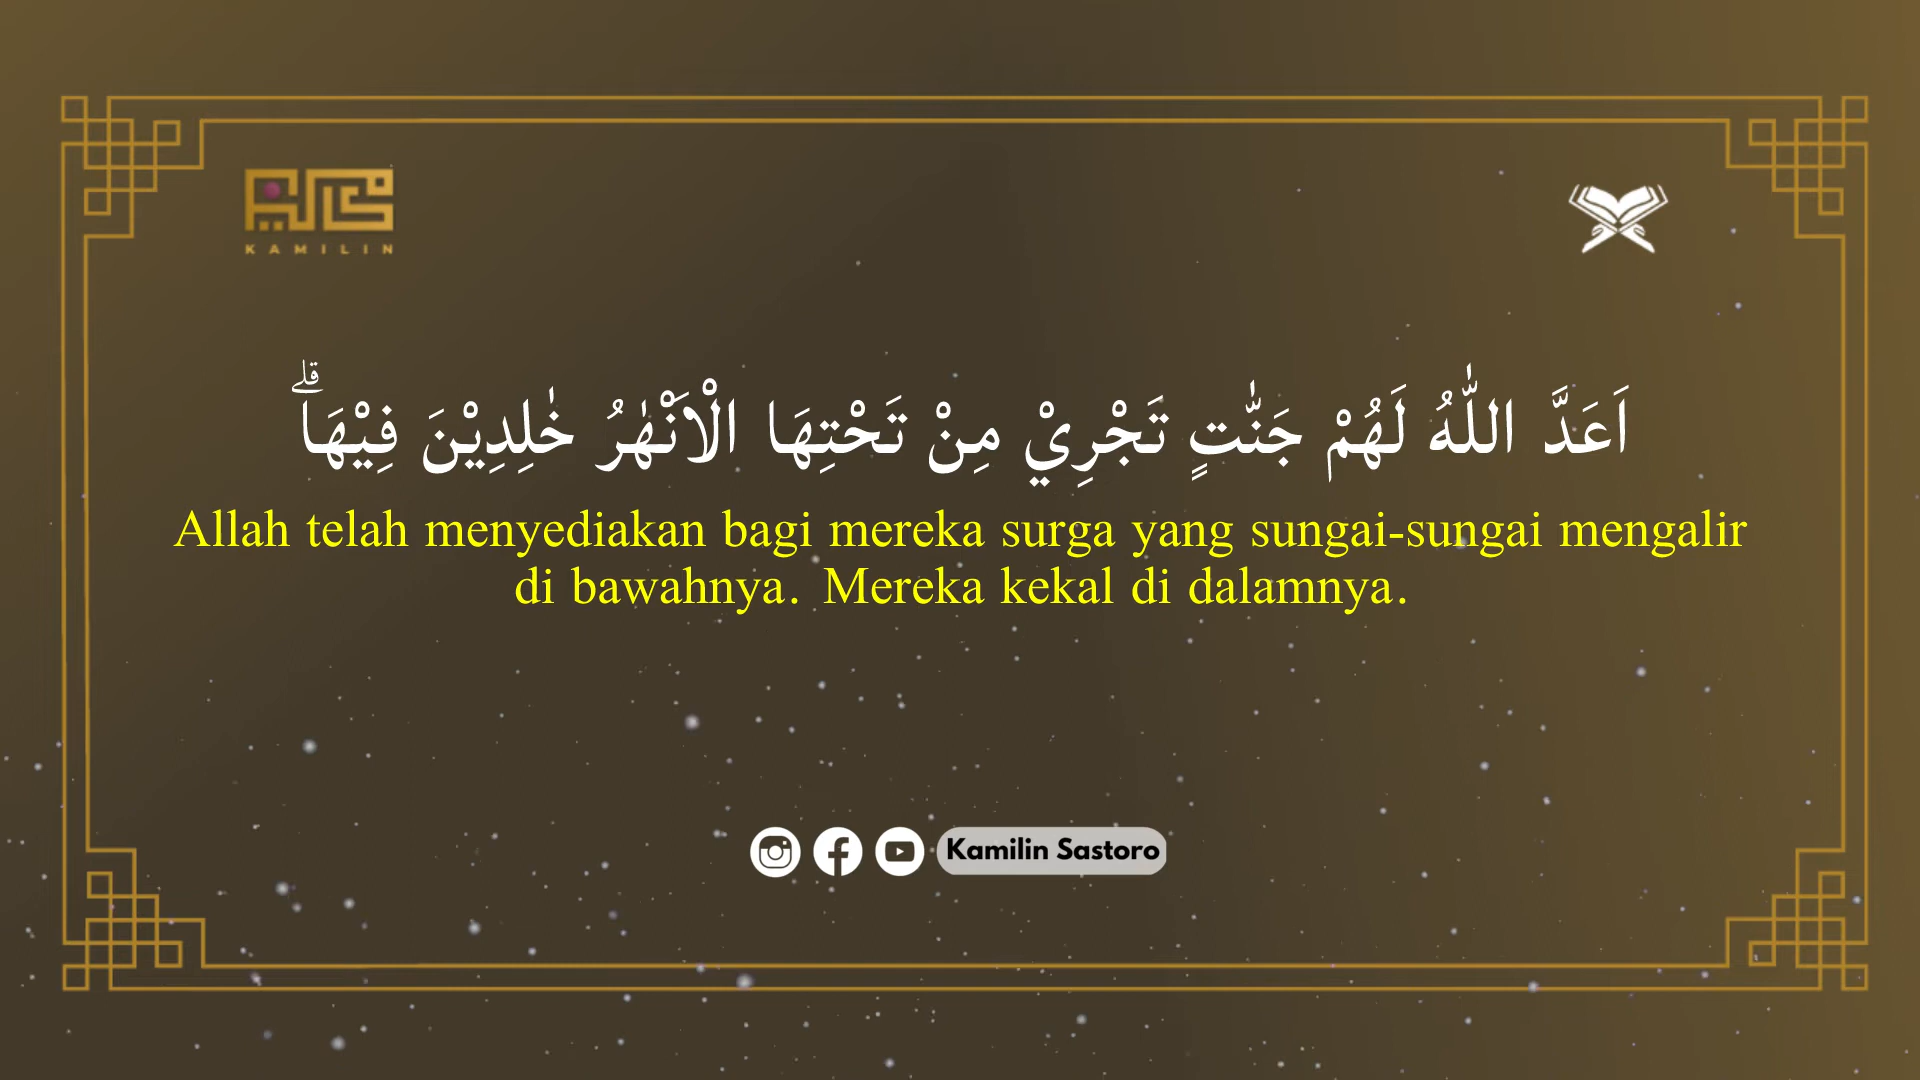 KAMILIN
اَعَدَّ اللّٰهُ لَهُمْ جَنّٰتٍ تَجْرِيْ مِنْ تَحْتِهَا الْاَنْهٰرُ خٰلِدِيْنَ فِيْهَاۗ
Allah telah menyediakan bagi mereka surga yang sungai-sungai mengalir
di bawahnya. Mereka kekal di dalamnya.
Kamilin Sastoro